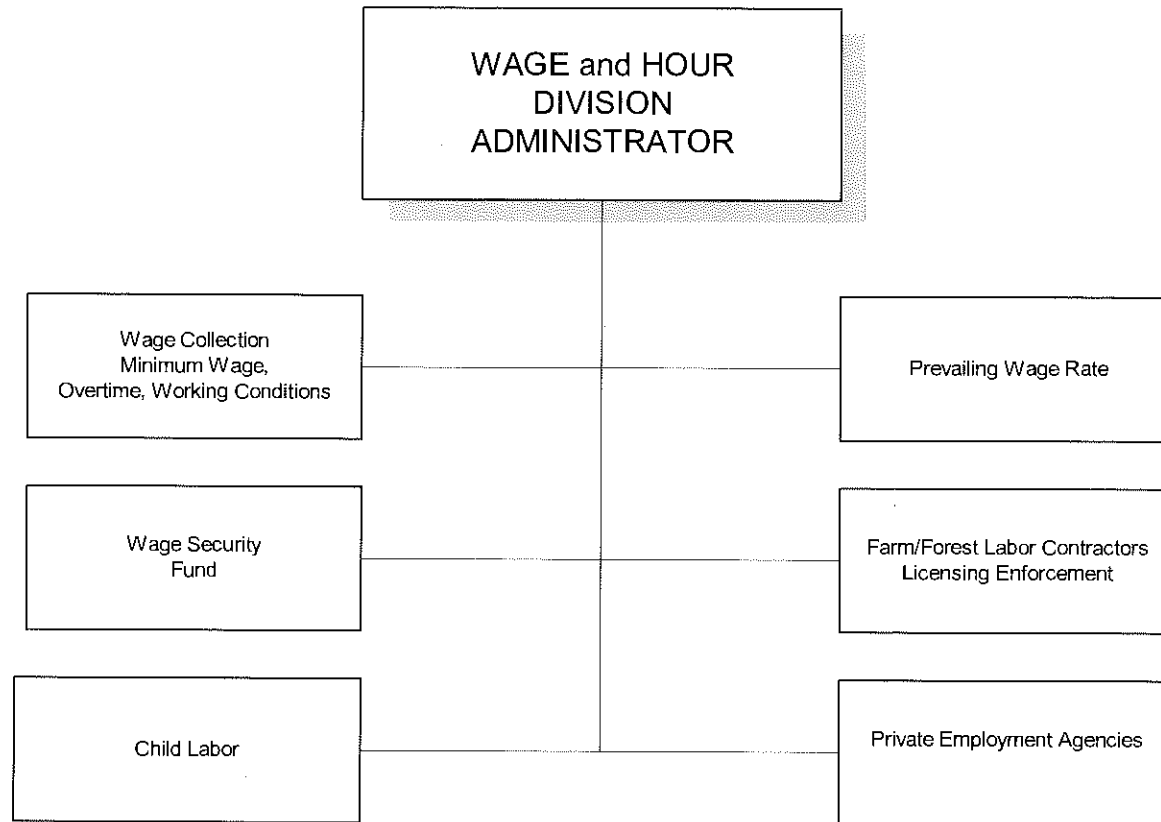 WAGE and HOUR
DIVISION
ADMINISTRATOR
Wage Collection
Minimum Wage,
Overtime, Working Conditions
Prevailing Wage Rate
Wage Security
Fund
Farm/Forest Labor Contractors
Licensing Enforcement
Child Labor
Private Employment Agencies